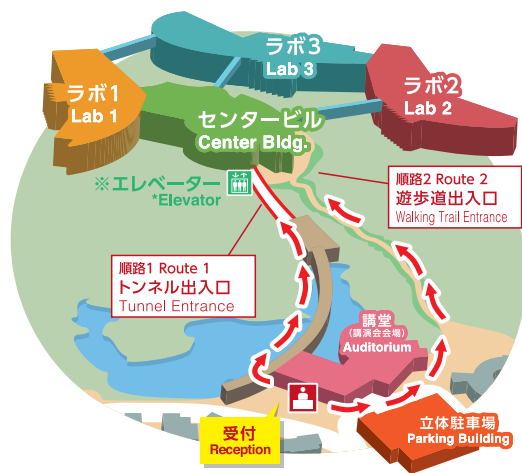 ラボ3
Lab 3
ラボ1
Lab 1
ラボ2
Lab 2
センタービル
Center Bldg.
※エレベーター
*Elevator
順路2 Route 2
遊歩道出入口
Walking Trail Entrance
順路1 Route 1
トンネル出入口
Tunnel Entrance
講堂
(講演会会場)
Auditorium
受付
Reception
立体駐車場
Parking Building